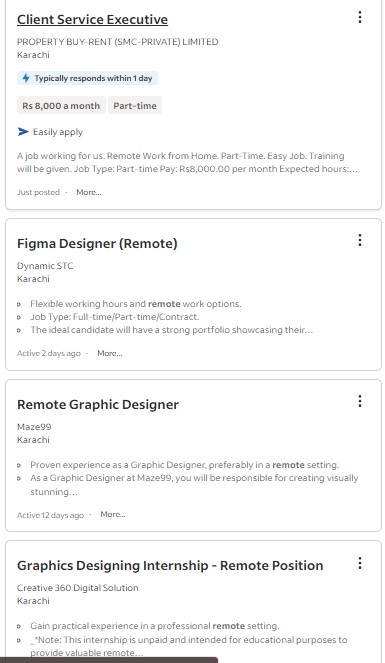 Client Service Executive
PROPERTY BUY-RENT (SMC-PRIVATE) LIMITED
Karachi
Typically responds within 1 day
Rs 8,000 a month Part-time
Easily apply
A job working for us. Remote Work from Home. Part-Time. Easy Job. Training
will be given. Job Type: Part-time Pay: Rs8,000.00 per month Expected hours:...
Just posted · More...
Figma Designer (Remote)
Dynamic STC
Karachi
Flexible working hours and remote work options.
Job Type: Full-time/Part-time/Contract.
The ideal candidate will have a strong portfolio showcasing their...
Active 2 days ago · More...
Remote Graphic Designer
Maze99
Karachi
Proven experience as a Graphic Designer, preferably in a remote setting.
As a Graphic Designer at Maze99, you will be responsible for creating visually
stunning...
Active 12 days ago · More...
Graphics Designing Internship - Remote Position
Creative 360 Digital Solution
Karachi
Gain practical experience in a professional remote setting.
_*Note: This internship is unpaid and intended for educational purposes to
provide valuable remote...